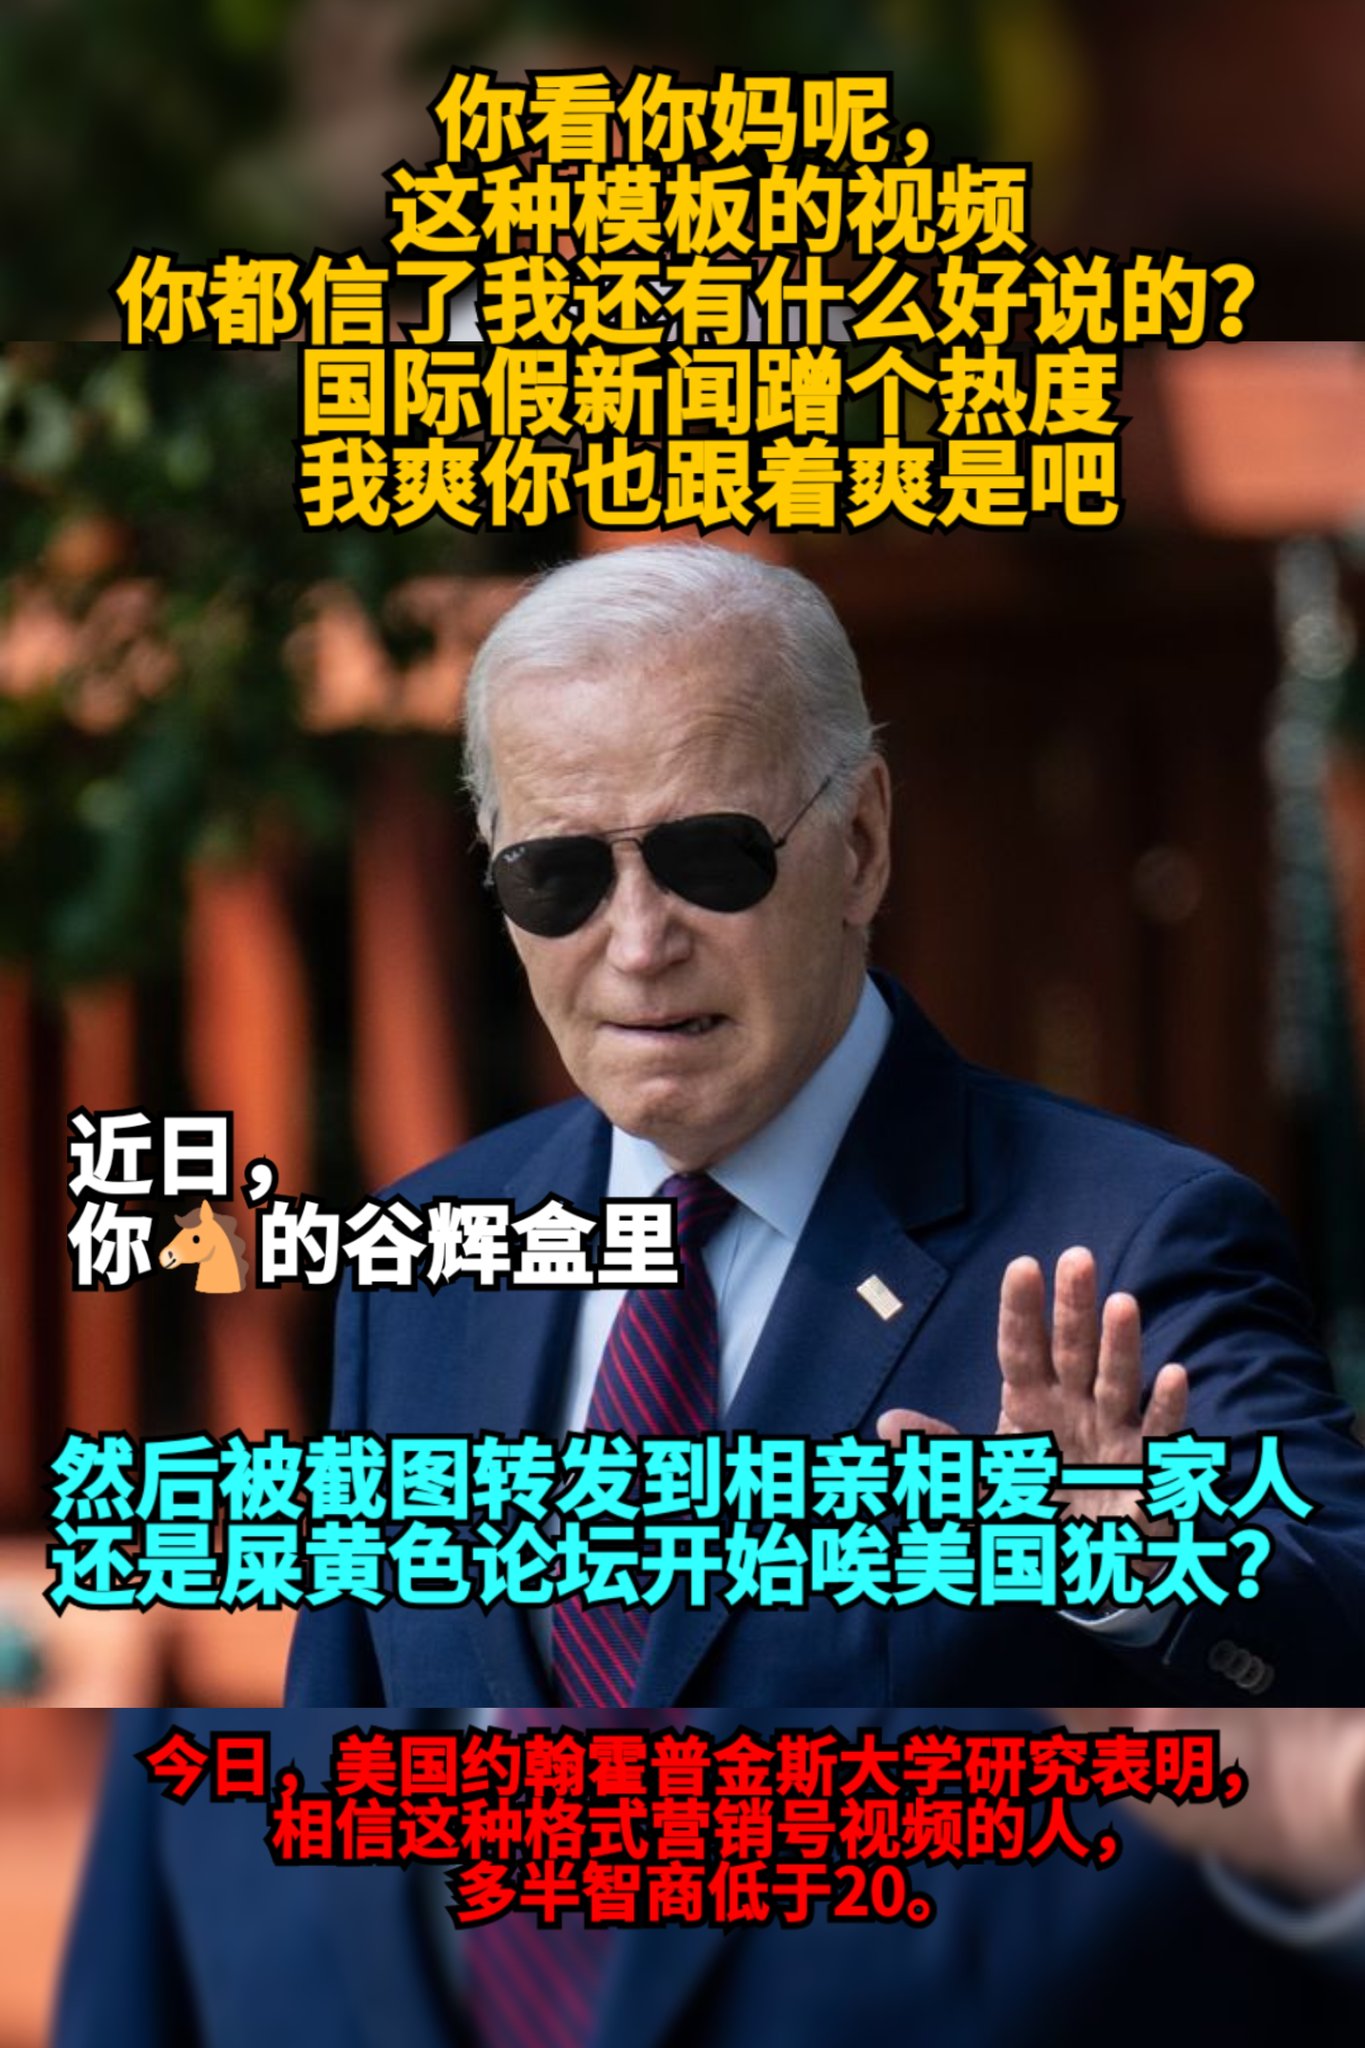 你看你妈呢，
这种模板的视频
你都信了我还有什么好说的？
国际假新闻蹭个热度
我爽你也跟着爽是吧
近日，
你🐴的谷辉盒里
然后被截图转发到相亲相爱一家人
还是屎黄色论坛开始唉美国犹太？
今日，美国约翰霍普金斯大学研究表明，
相信这种格式营销号视频的人，
多半智商低于20。